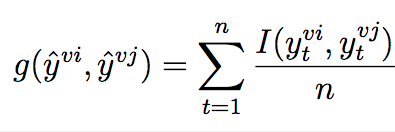 g(ŷ^{vi}, ŷ^{vj}) = \sum_{t=1}^{n} \frac{I(y_t^{vi}, y_t^{vj})}{n}